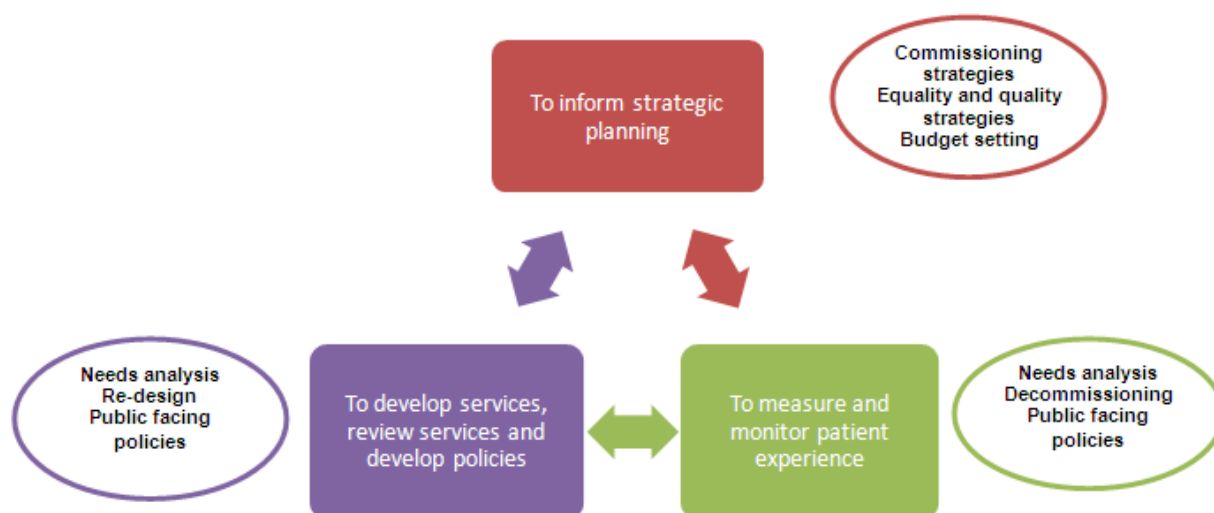 To inform strategic
planning
Commissioning
strategies
Equality and quality
strategies
Budget setting
Needs analysis
Re-design
Public facing
policies
To develop services,
review services and
develop policies
To measure and
monitor patient
experience
Needs analysis
Decommissioning
Public facing
policies